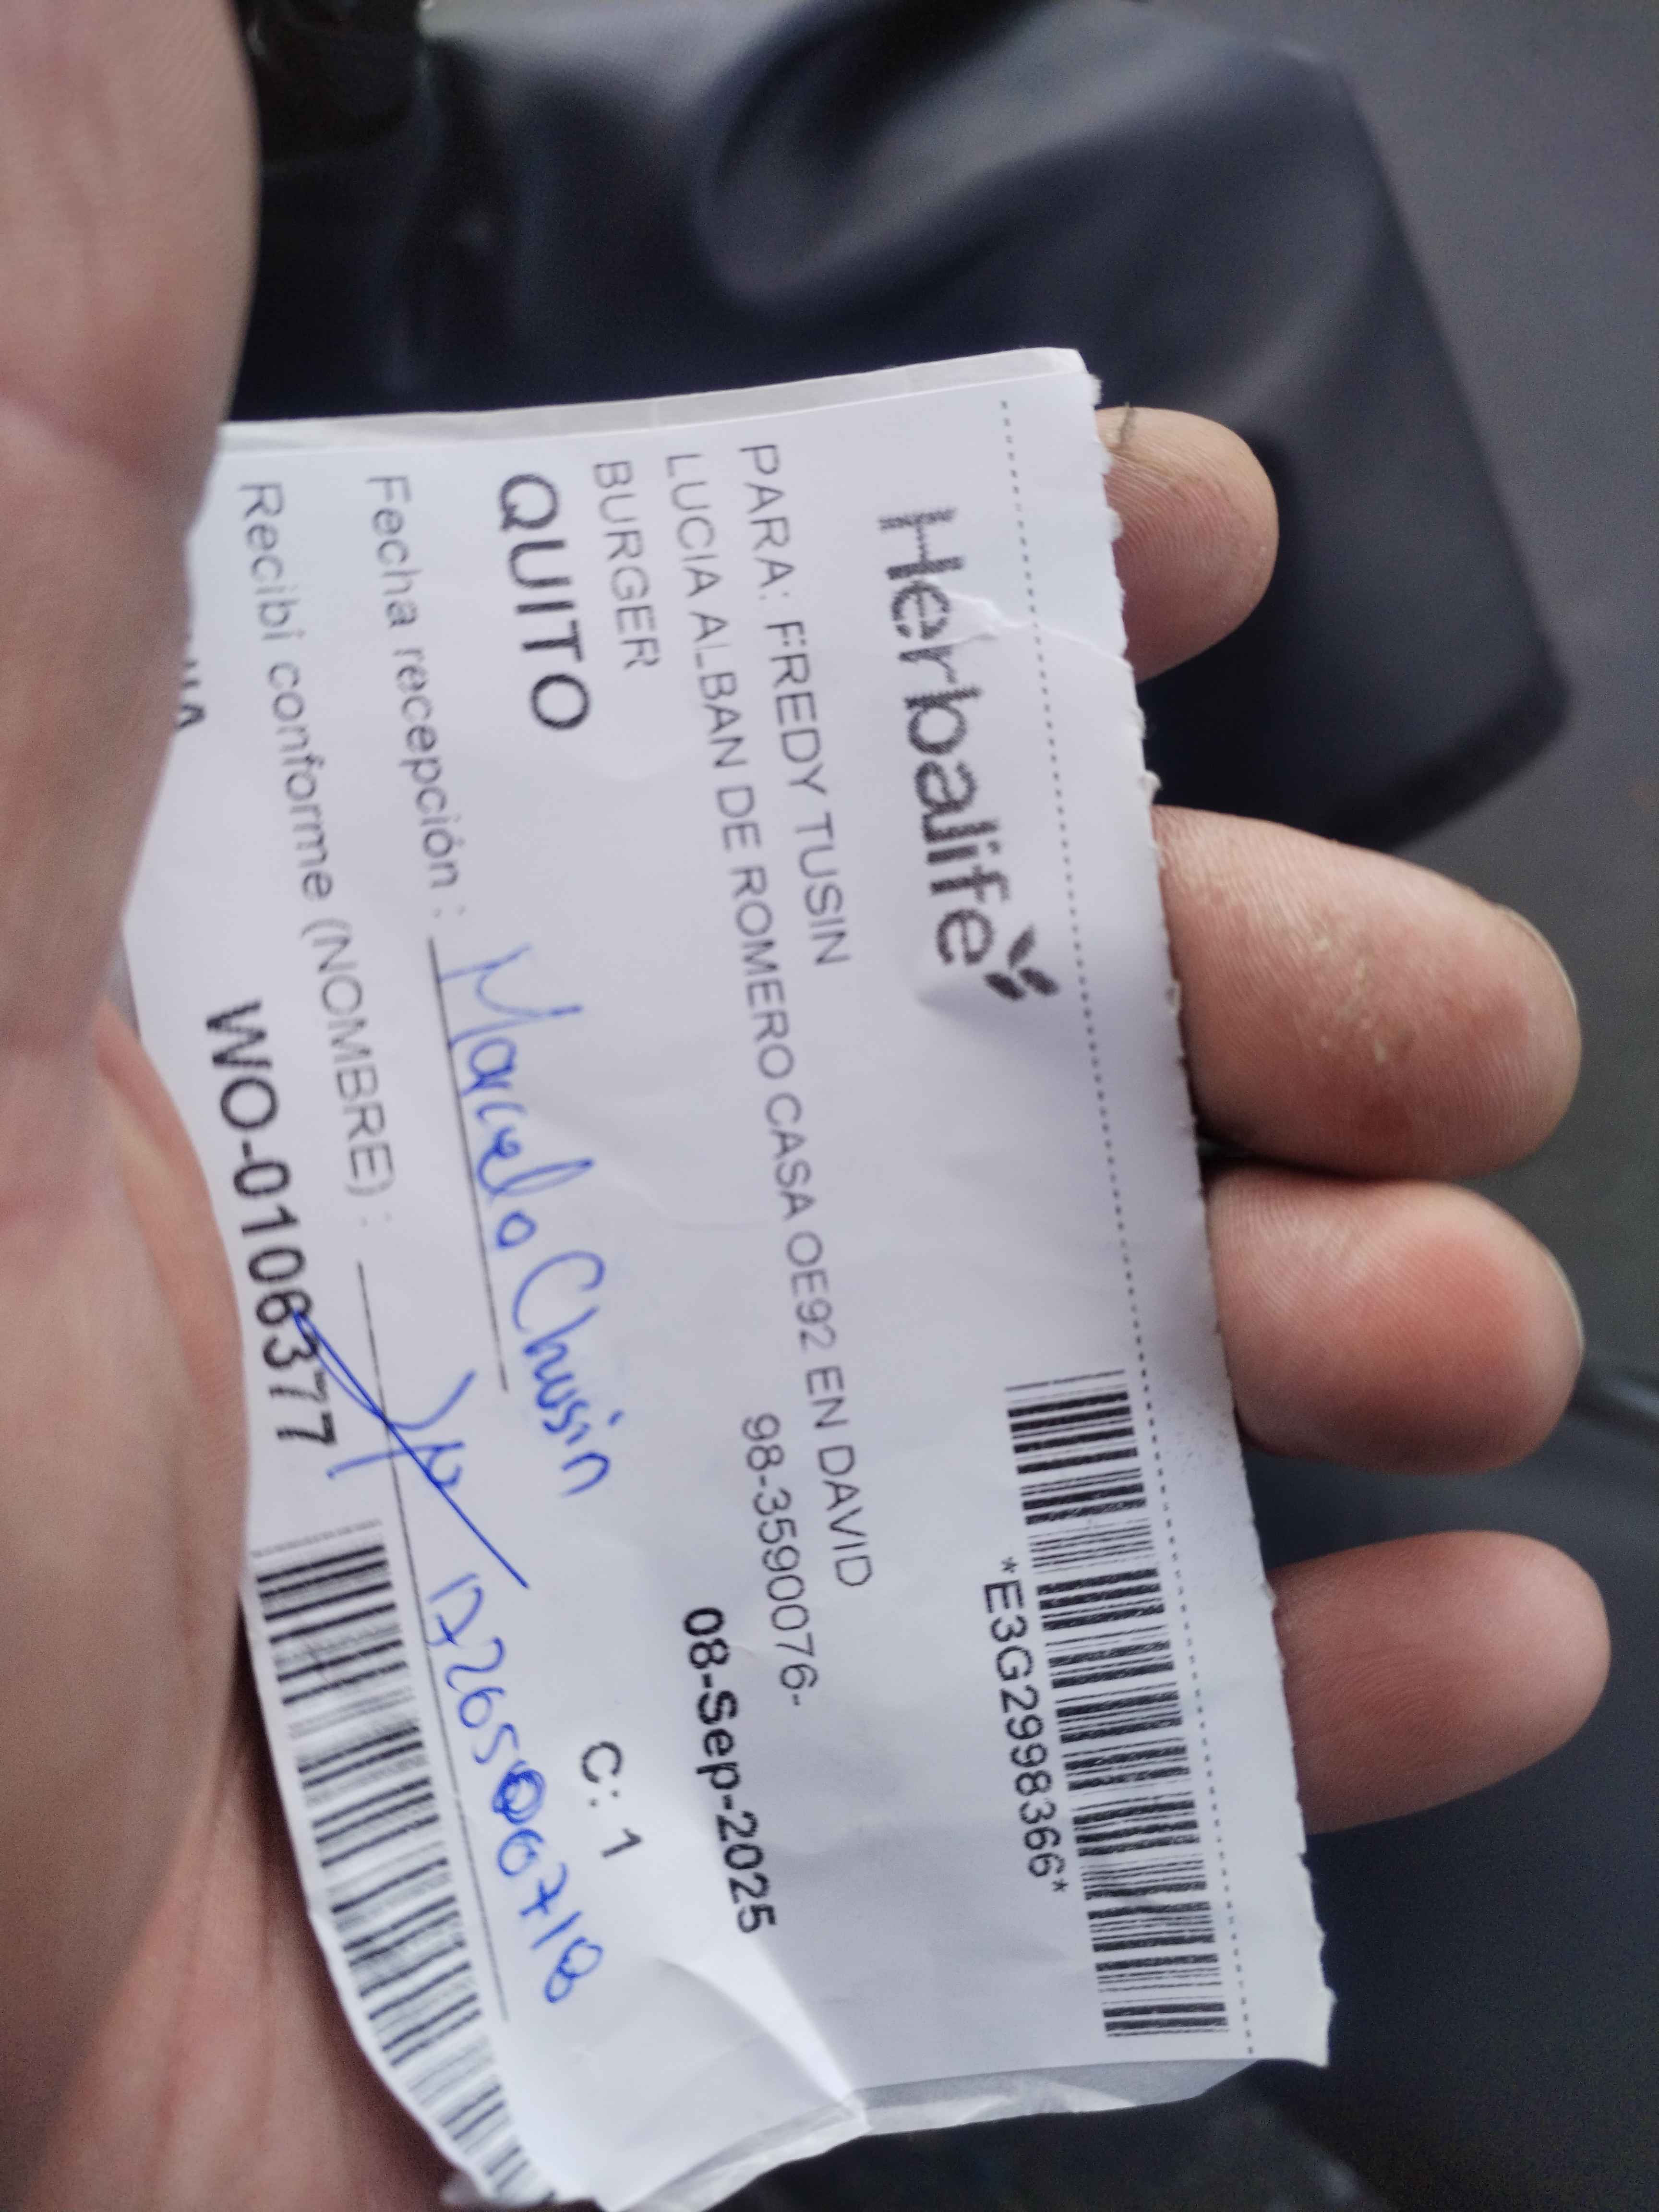 Herbalife
*E3G2998366*
PARA: FREDY TUSIN
LUCIA ALBAN DE ROMERO CASA OE92 EN DAVID
BURGER
98-3590076-
QUITO
08-Sep-2025
Fecha recepción : Marcelo Chusin
C: 1
Recibí conforme (NOMBRE) :
WO-0106377